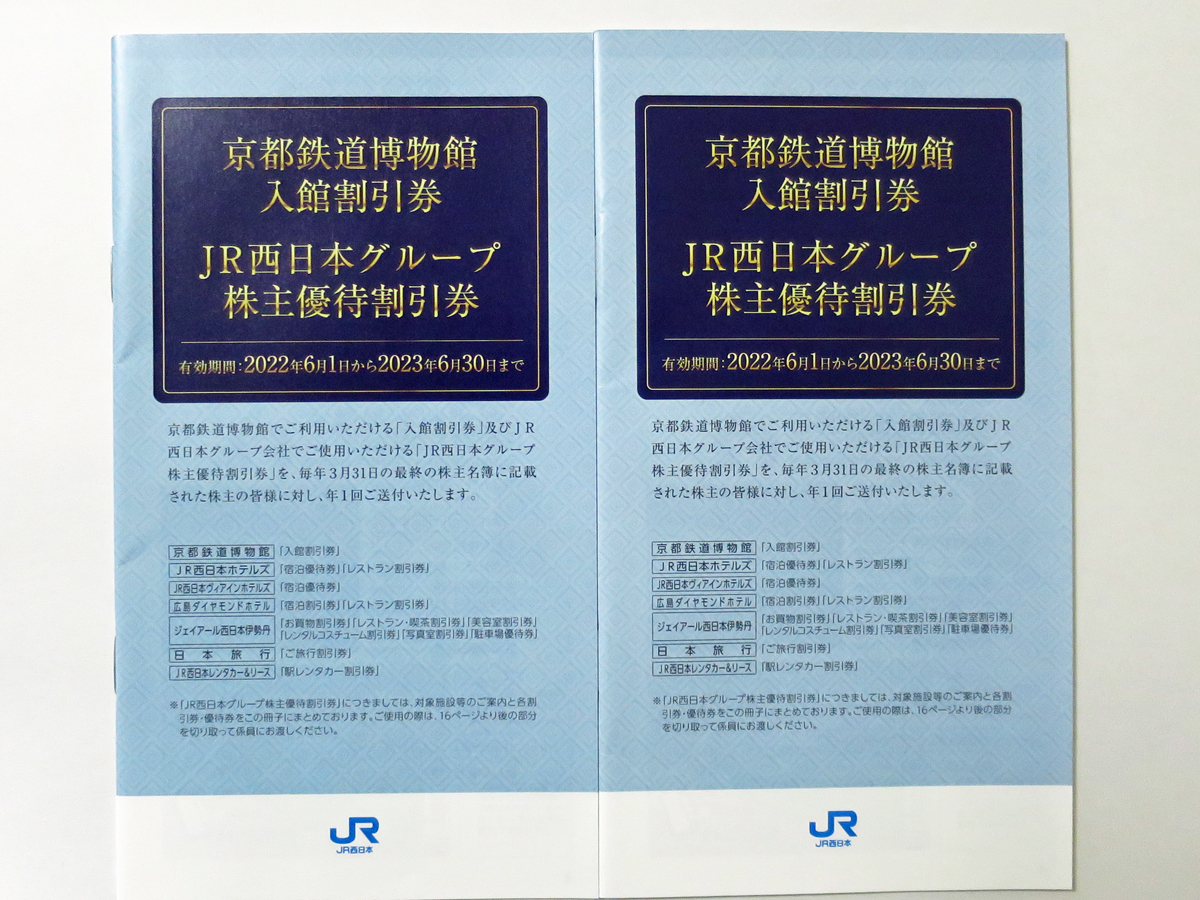 京都鉄道博物館
入館割引券
JR西日本グループ
株主優待割引券
有効期間:2022年6月1日から2023年6月30日まで
京都鉄道博物館でご利用いただける「入館割引券」及びJR
西日本グループ会社でご使用いただける「JR西日本グループ
株主優待割引券」を、毎年3月31日の最終の株主名簿に記載
された株主の皆様に対し、年1回ご送付いたします。
京都鉄道博物館 「入館割引券」
JR西日本ホテルズ 「宿泊優待券」「レストラン割引券」
JR西日本ヴィアインホテルズ 「宿泊優待券」
広島ダイヤモンドホテル 「宿泊割引券」「レストラン割引券」
ジェイアール西日本伊勢丹 「お買物割引券」「レストラン・喫茶割引券」「美容室割引券」
「レンタルコスチューム割引券」「写真室割引券」「駐車場優待券」
日本旅行 「ご旅行割引券」
JR西日本レンタカー&リース 「駅レンタカー割引券」
※「JR西日本グループ株主優待割引券」につきましては、対象施設等のご案内と各割
引券・優待券をこの冊子にまとめております。ご使用の際は、16ページより後の部分
を切り取って係員にお渡しください。
JR
JR西日本
京都鉄道博物館
入館割引券
JR西日本グループ
株主優待割引券
有効期間:2022年6月1日から2023年6月30日まで
京都鉄道博物館でご利用いただける「入館割引券」及びJR
西日本グループ会社でご使用いただける「JR西日本グループ
株主優待割引券」を、毎年3月31日の最終の株主名簿に記載
された株主の皆様に対し、年1回ご送付いたします。
京都鉄道博物館 「入館割引券」
JR西日本ホテルズ 「宿泊優待券」「レストラン割引券」
JR西日本ヴィアインホテルズ 「宿泊優待券」
広島ダイヤモンドホテル 「宿泊割引券」「レストラン割引券」
ジェイアール西日本伊勢丹 「お買物割引券」「レストラン・喫茶割引券」「美容室割引券」
「レンタルコスチューム割引券」「写真室割引券」「駐車場優待券」
日本旅行 「ご旅行割引券」
JR西日本レンタカー&リース 「駅レンタカー割引券」
※「JR西日本グループ株主優待割引券」につきましては、対象施設等のご案内と各割
引券・優待券をこの冊子にまとめております。ご使用の際は、16ページより後の部分
を切り取って係員にお渡しください。
JR
JR西日本